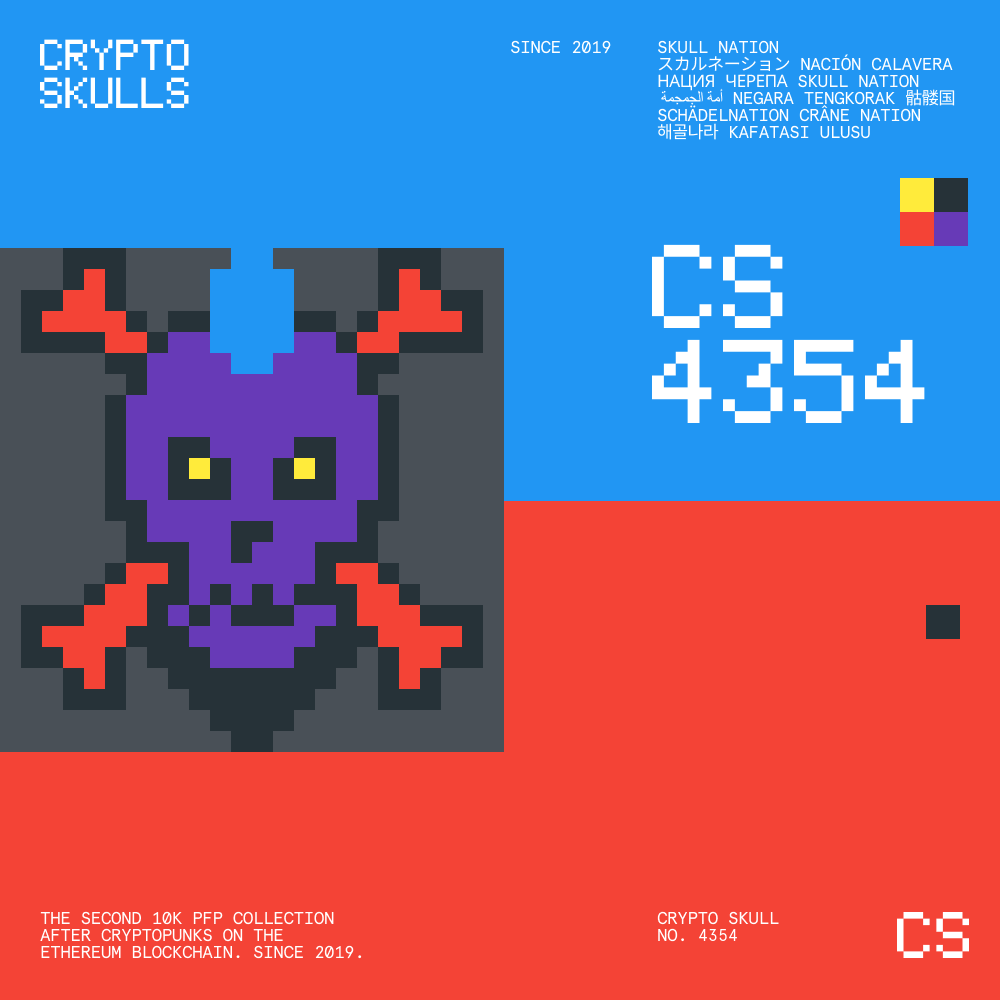 CRYPTO
SKULLS
SINCE 2019
SKULL NATION
スカルネーション NACIÓN CALAVERA
НАЦИЯ ЧЕРЕПА SKULL NATION
أمة الجمجمة NEGARA TENGKORAK 骷髅国
SCHÄDELNATION CRÂNE NATION
해골나라 KAFATASI ULUSU
CS
4354
THE SECOND 10K PFP COLLECTION
AFTER CRYPTOPUNKS ON THE
ETHEREUM BLOCKCHAIN. SINCE 2019.
CRYPTO SKULL
NO. 4354
CS